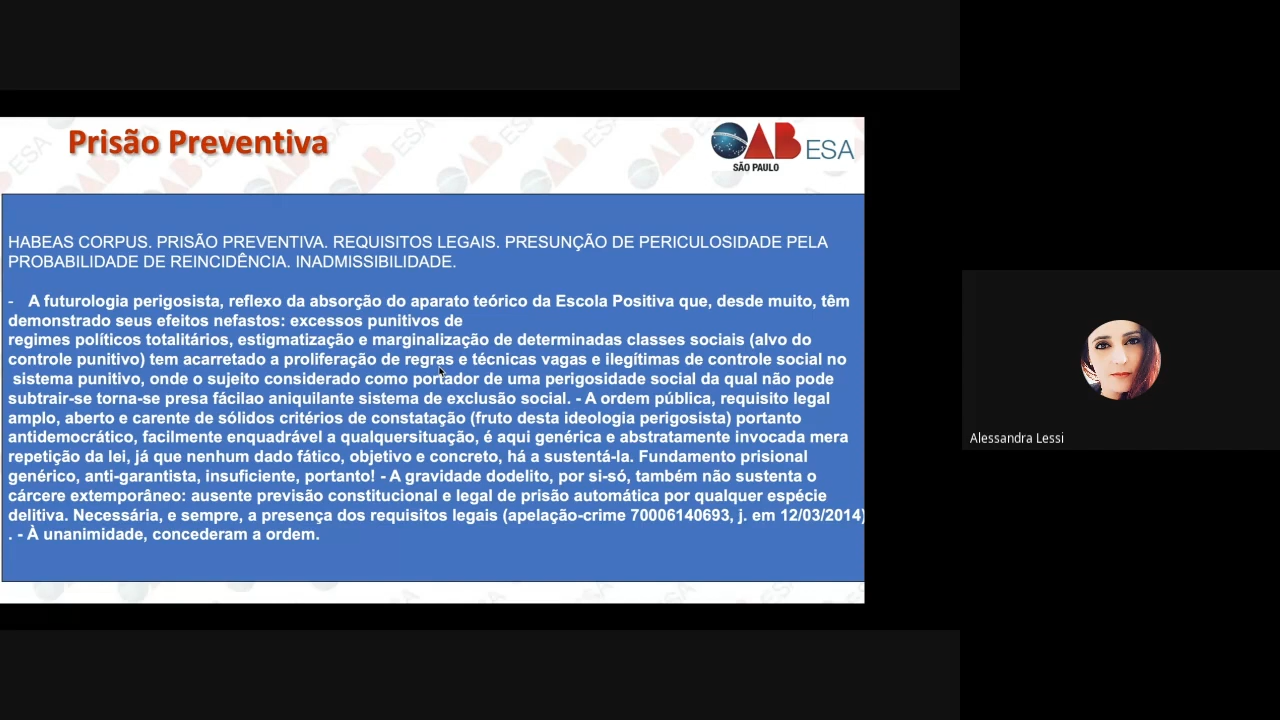 Prisão Preventiva
OAB ESA
SÃO PAULO
HABEAS CORPUS. PRISÃO PREVENTIVA. REQUISITOS LEGAIS. PRESUNÇÃO DE PERICULOSIDADE PELA
PROBABILIDADE DE REINCIDÊNCIA. INADMISSIBILIDADE.
- A futurologia perigosista, reflexo da absorção do aparato teórico da Escola Positiva que, desde muito, têm
demonstrado seus efeitos nefastos: excessos punitivos de
regimes políticos totalitários, estigmatização e marginalização de determinadas classes sociais (alvo do
controle punitivo) tem acarretado a proliferação de regras e técnicas vagas e ilegítimas de controle social no
sistema punitivo, onde o sujeito considerado como portador de uma perigosidade social da qual não pode
subtrair-se torna-se presa fácilao aniquilante sistema de exclusão social. - A ordem pública, requisito legal
amplo, aberto e carente de sólidos critérios de constatação (fruto desta ideologia perigosista) portanto
antidemocrático, facilmente enquadrável a qualquersituação, é aqui genérica e abstratamente invocada mera
repetição da lei, já que nenhum dado fático, objetivo e concreto, há a sustentá-la. Fundamento prisional
genérico, anti-garantista, insuficiente, portanto! - A gravidade dodelito, por si-só, também não sustenta o
cárcere extemporâneo: ausente previsão constitucional e legal de prisão automática por qualquer espécie
delitiva. Necessária, e sempre, a presença dos requisitos legais (apelação-crime 70006140693, j. em 12/03/2014)
. - À unanimidade, concederam a ordem.
Alessandra Lessi